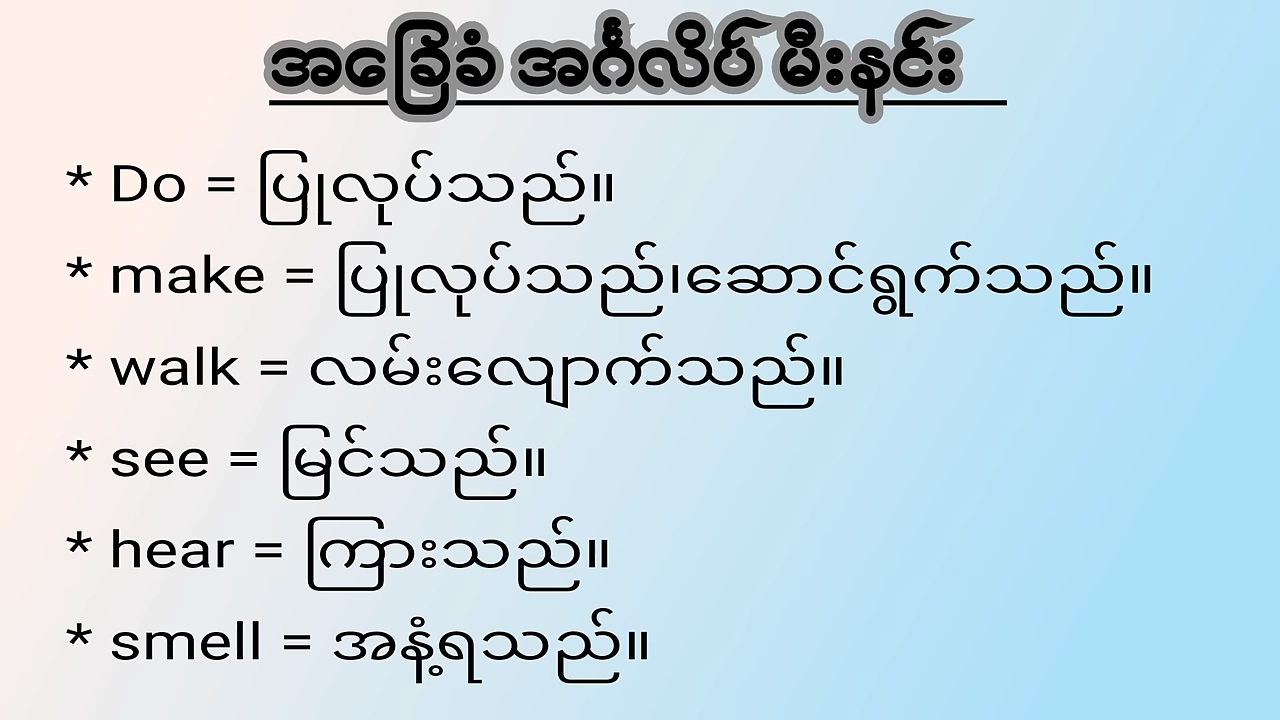 အခြေခံ အင်္ဂလိပ် မီးနင်း
* Do = ပြုလုပ်သည်။
* make = ပြုလုပ်သည်၊ဆောင်ရွက်သည်။
* walk = လမ်းလျှောက်သည်။
* see = မြင်သည်။
* hear = ကြားသည်။
* smell = အနံ့ရသည်။